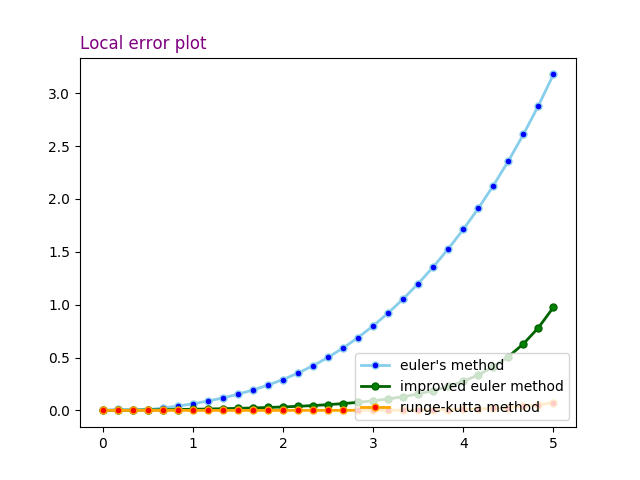 Local error plot
3.0
2.5
2.0
1.5
1.0
0.5
0.0
euler's method
improved euler method
runge-kutta method
0 1 2 3 4 5